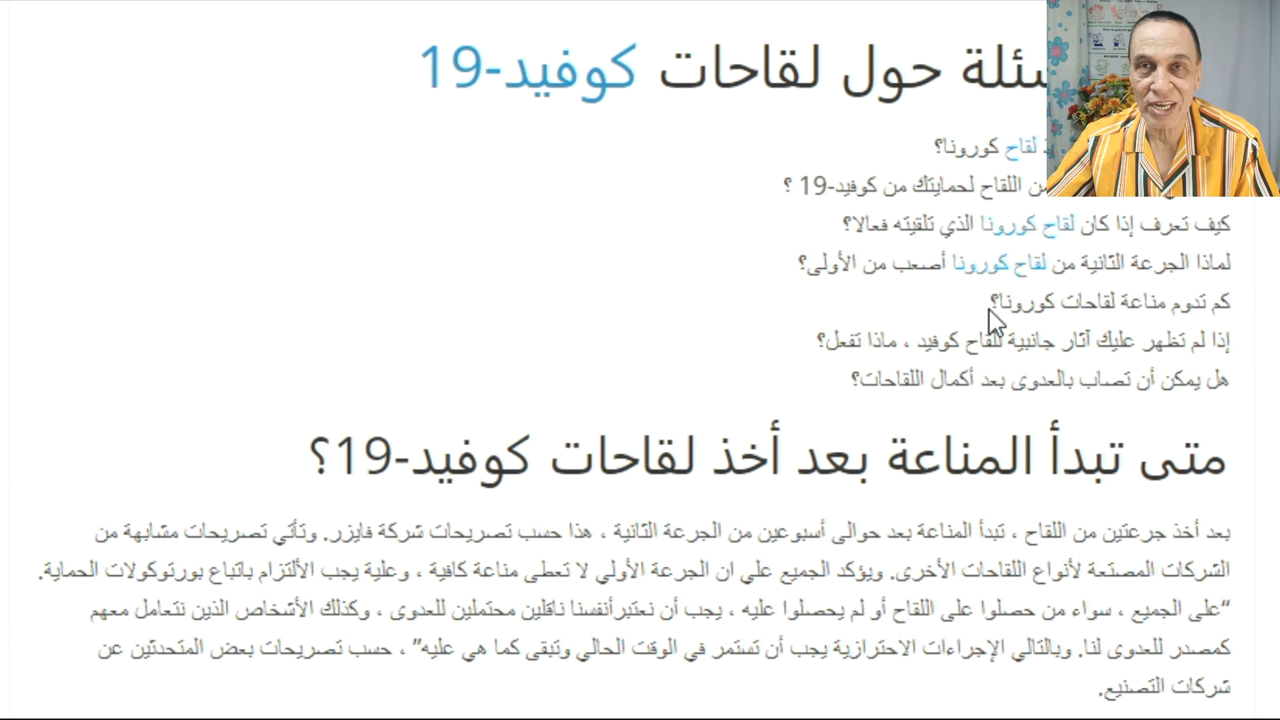 حول لقاحات كوفيد-19
لقاح كورونا؟
اللقاح لحمايتك من كوفيد-19 ؟
كيف تعرف إذا كان لقاح كورونا الذي تلقيته فعالا؟
لماذا الجرعة الثانية من لقاح كورونا أصعب من الأولى؟
كم تدوم مناعة لقاحات كورونا؟
إذا لم تظهر عليك آثار جانبية للقاح كوفيد ، ماذا تفعل؟
هل يمكن أن تصاب بالعدوى بعد أكمال اللقاحات؟
متى تبدأ المناعة بعد أخذ لقاحات كوفيد-19؟
بعد أخذ جرعتين من اللقاح ، تبدأ المناعة بعد حوالى أسبوعين من الجرعة الثانية ، هذا حسب تصريحات شركة فايزر. وتأتي تصريحات مشابهة من
الشركات المصنعة لأنواع اللقاحات الأخرى. ويؤكد الجميع علي ان الجرعة الأولي لا تعطى مناعة كافية ، وعلية يجب الألتزام باتباع بورتوكولات الحماية.
“على الجميع ، سواء من حصلوا على اللقاح أو لم يحصلوا عليه ، يجب أن نعتبرأنفسنا ناقلين محتملين للعدوى ، وكذلك الأشخاص الذين نتعامل معهم
كمصدر للعدوى لنا. وبالتالي الإجراءات الاحترازية يجب أن تستمر في الوقت الحالي وتبقى كما هي عليه” ، حسب تصريحات بعض المتحدثين عن
شركات التصنيع.